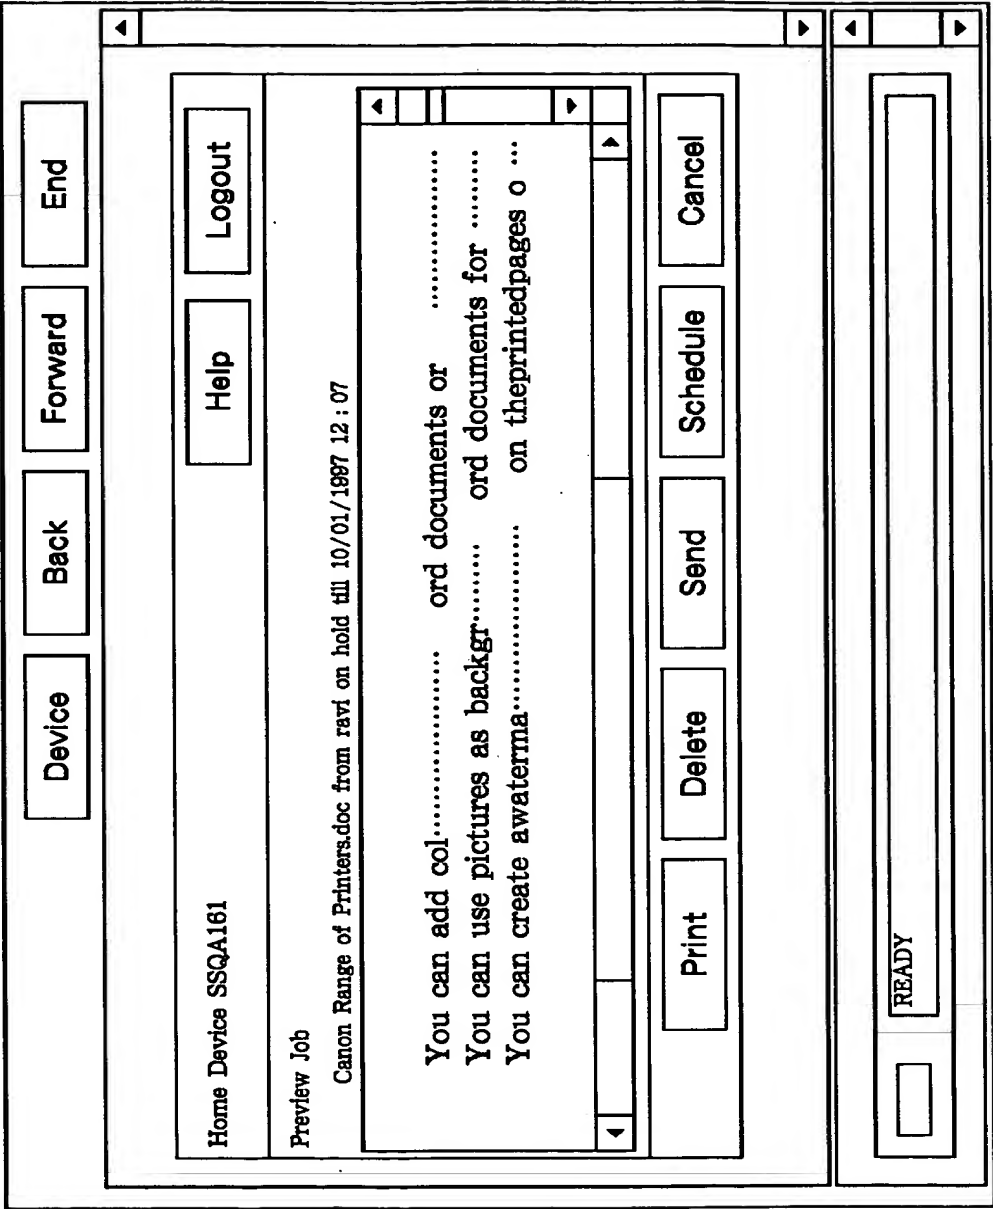 Device Back Forward End
Home Device SSQA161 Help Logout
Preview Job
Canon Range of Printers.doc from ravi on hold till 10/01/1997 12:07
You can add col..................... ord documents or ..................
You can use pictures as backgr........ ord documents for .........
You can create awaterma..................... on theprintedpages o ...
Print Delete Send Schedule Cancel
READY